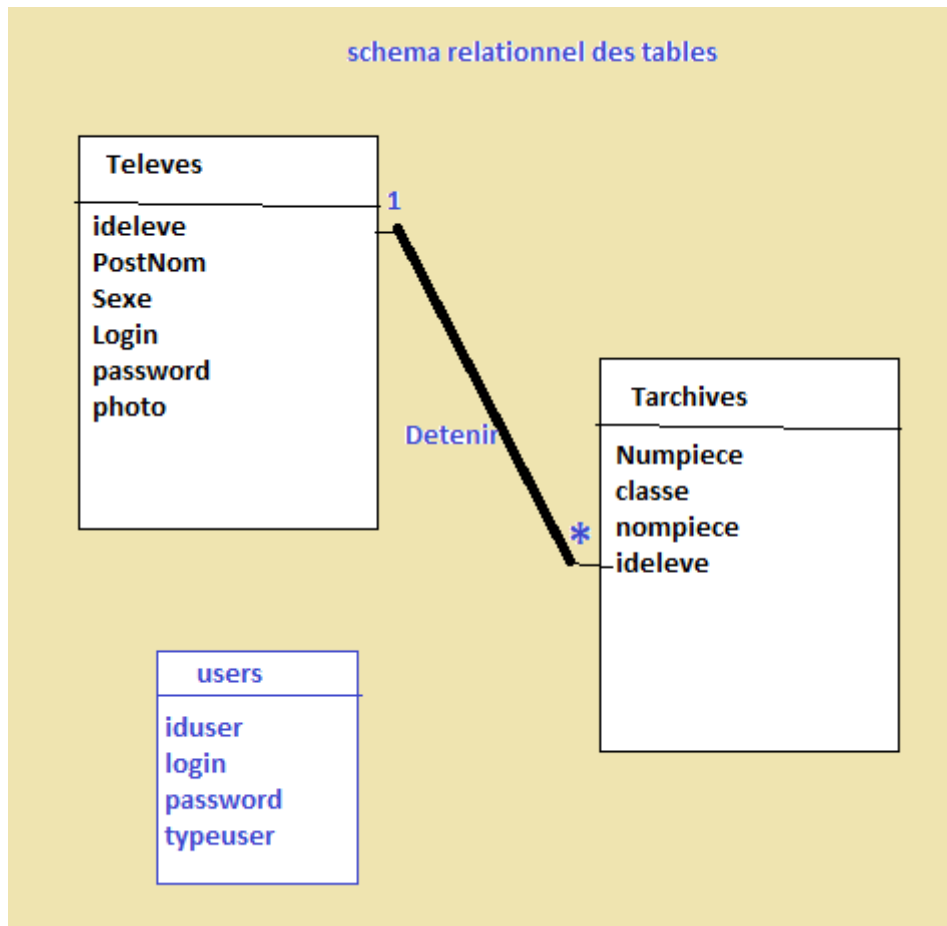 schema relationnel des tables
Televes
1
ideleve
PostNom
Sexe
Login
password
photo
Detenir
Tarchives
Numpiece
classe
nompiece
*
ideleve
users
iduser
login
password
typeuser